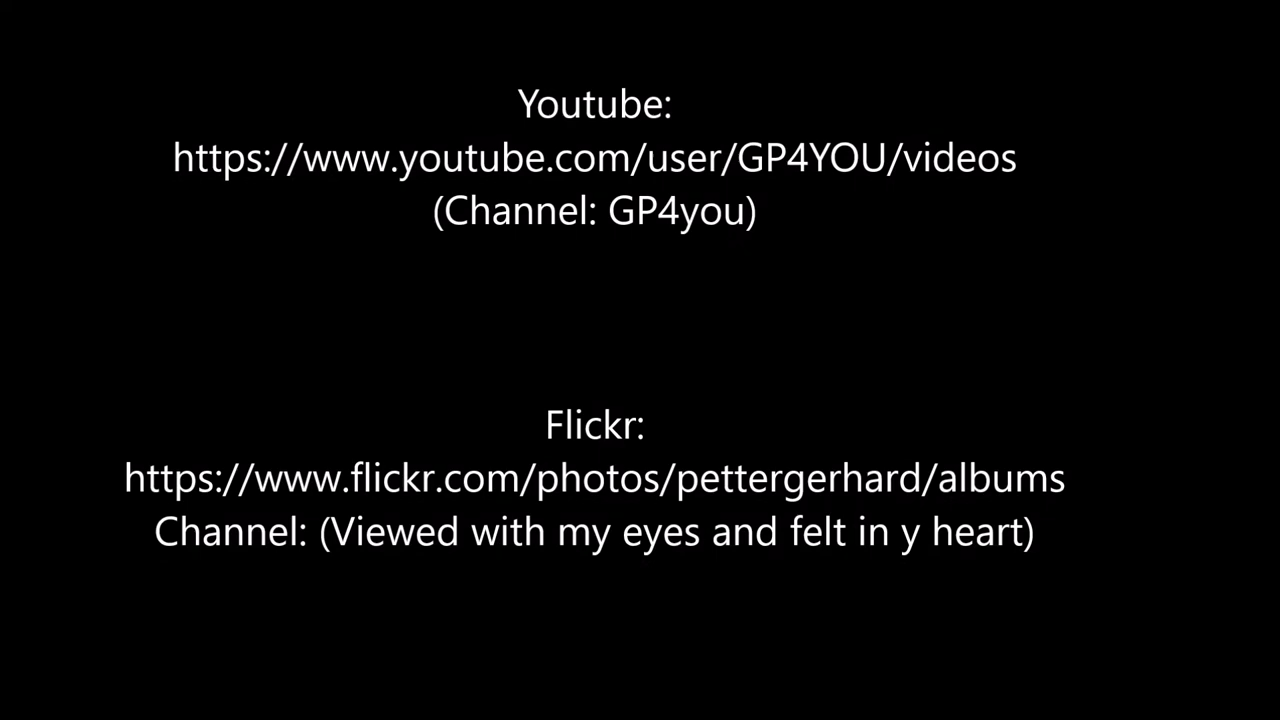 Youtube:
https://www.youtube.com/user/GP4YOU/videos
(Channel: GP4you)
Flickr:
https://www.flickr.com/photos/pettergerhard/albums
Channel: (Viewed with my eyes and felt in y heart)